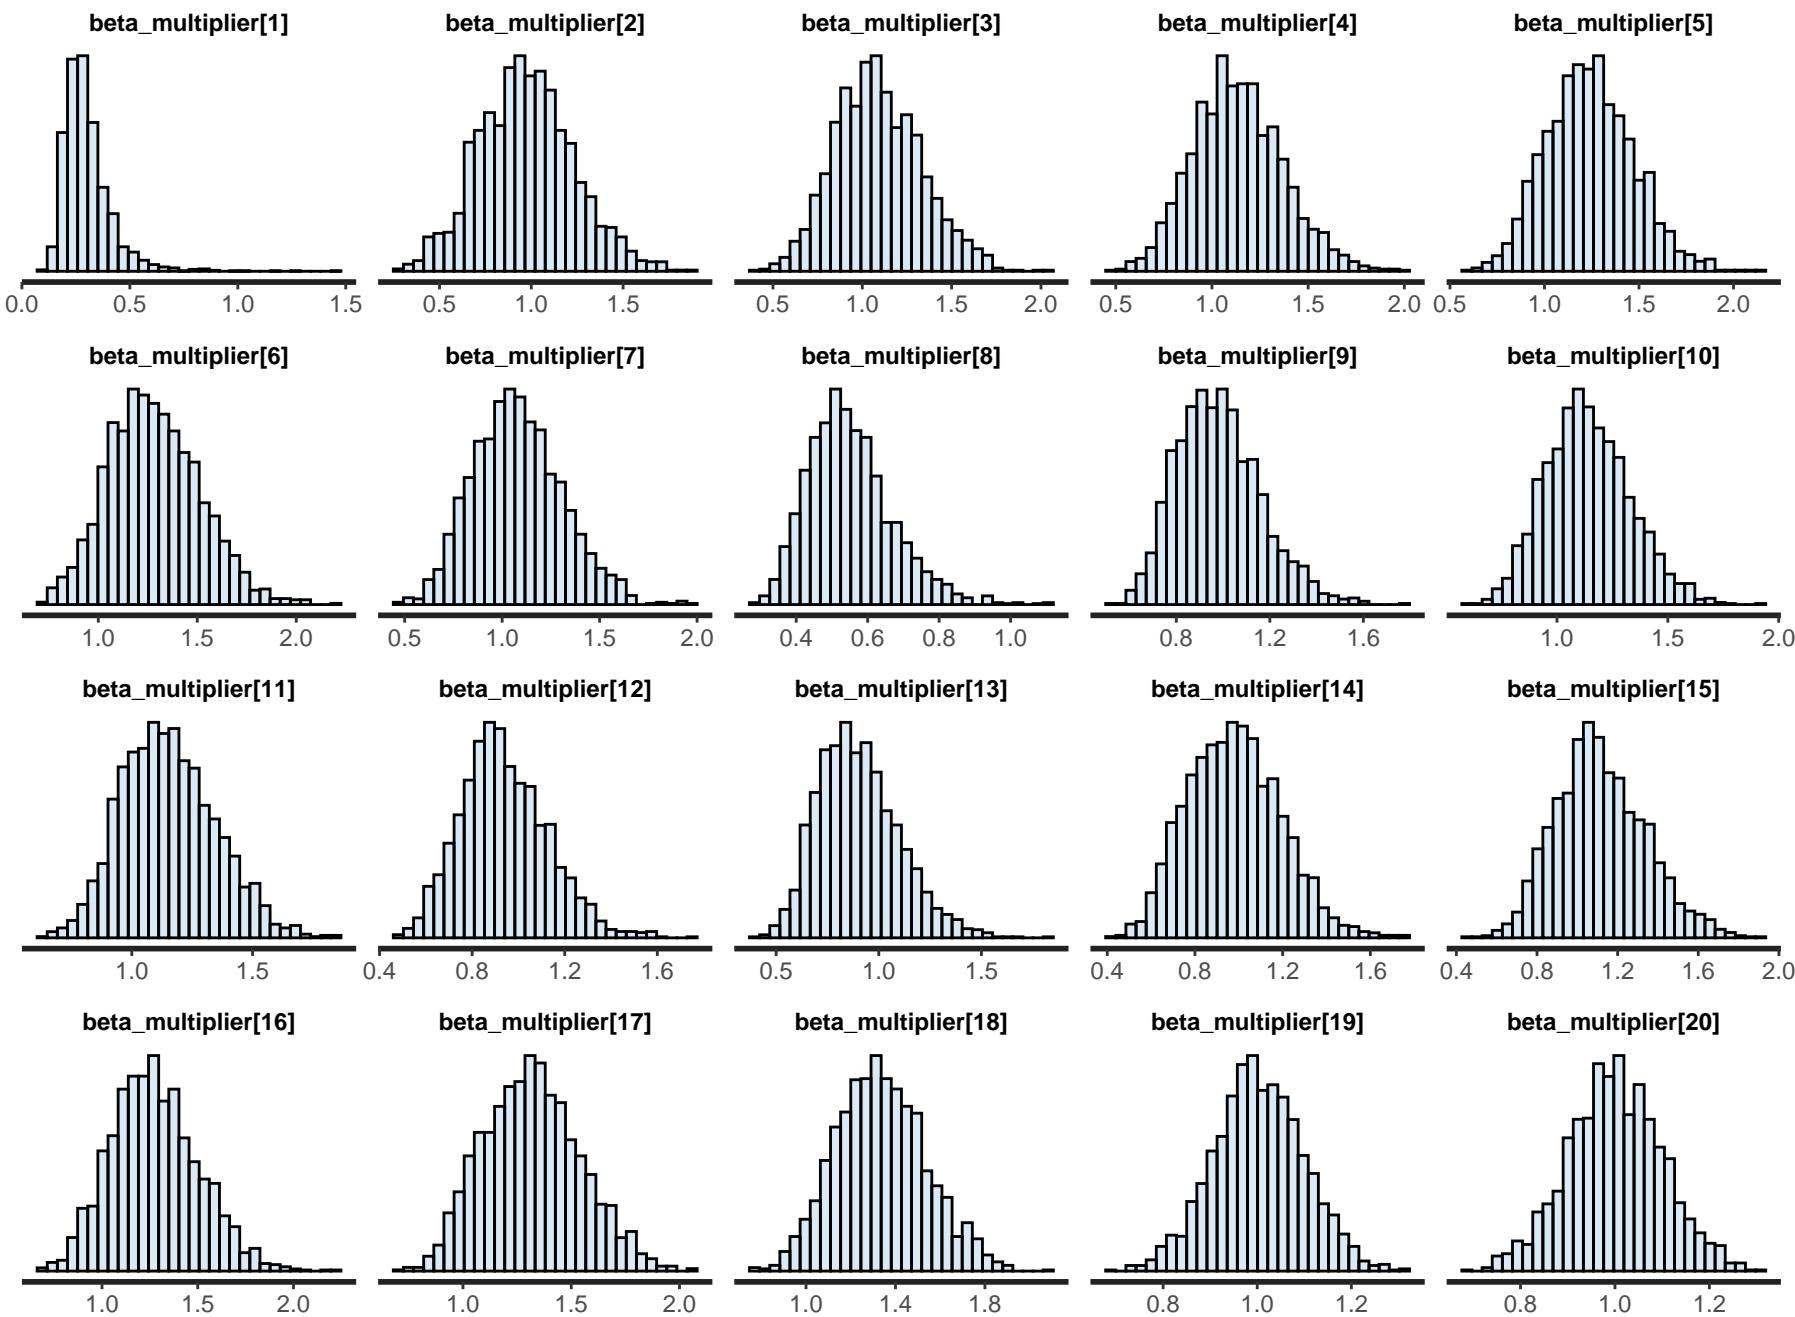 beta_multiplier[1] beta_multiplier[2] beta_multiplier[3] beta_multiplier[4] beta_multiplier[5]
0.0 0.5 1.0 1.5 0.5 1.0 1.5 0.5 1.0 1.5 2.0 0.5 1.0 1.5 2.0 0.5 1.0 1.5 2.0
beta_multiplier[6] beta_multiplier[7] beta_multiplier[8] beta_multiplier[9] beta_multiplier[10]
1.0 1.5 2.0 0.5 1.0 1.5 2.0 0.4 0.6 0.8 1.0 0.8 1.2 1.6 1.0 1.5 2.0
beta_multiplier[11] beta_multiplier[12] beta_multiplier[13] beta_multiplier[14] beta_multiplier[15]
1.0 1.5 0.4 0.8 1.2 1.6 0.5 1.0 1.5 0.4 0.8 1.2 1.6 0.4 0.8 1.2 1.6 2.0
beta_multiplier[16] beta_multiplier[17] beta_multiplier[18] beta_multiplier[19] beta_multiplier[20]
1.0 1.5 2.0 1.0 1.5 2.0 1.0 1.4 1.8 0.8 1.0 1.2 0.8 1.0 1.2